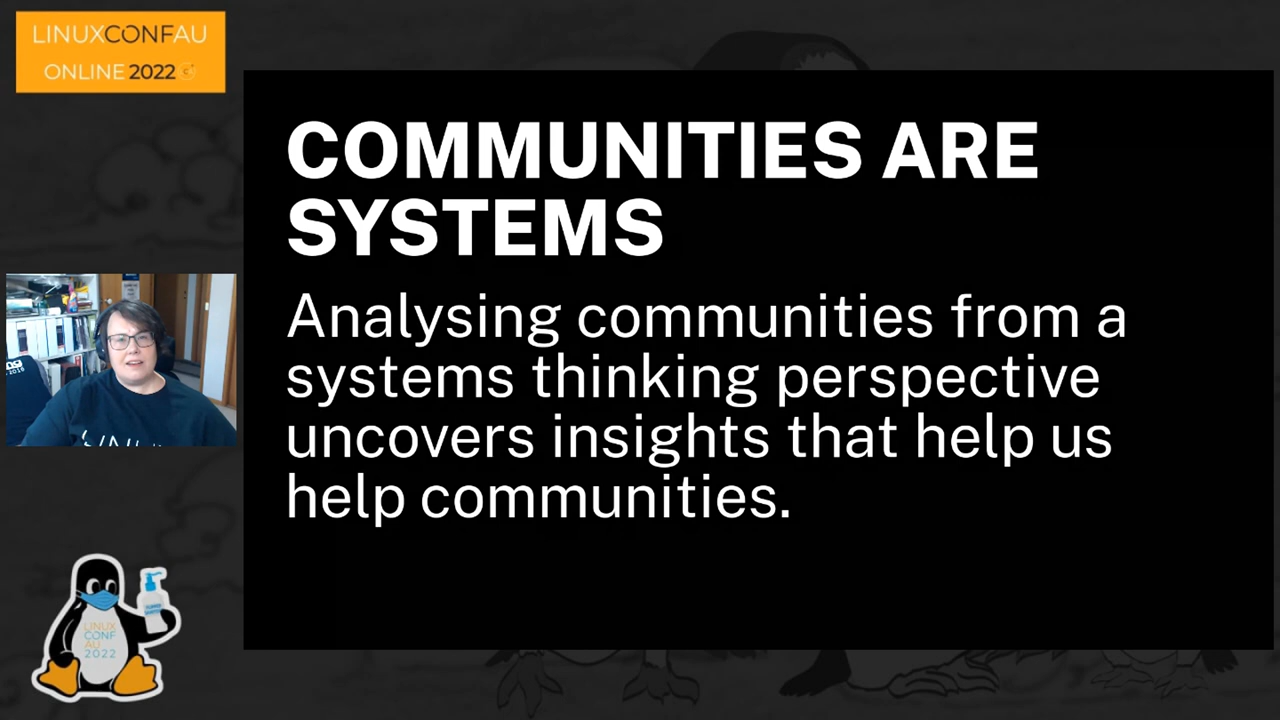 LINUXCONFAU
ONLINE 2022
COMMUNITIES ARE
SYSTEMS
Analysing communities from a
systems thinking perspective
uncovers insights that help us
help communities.
LINUX
CONF
AU
2022